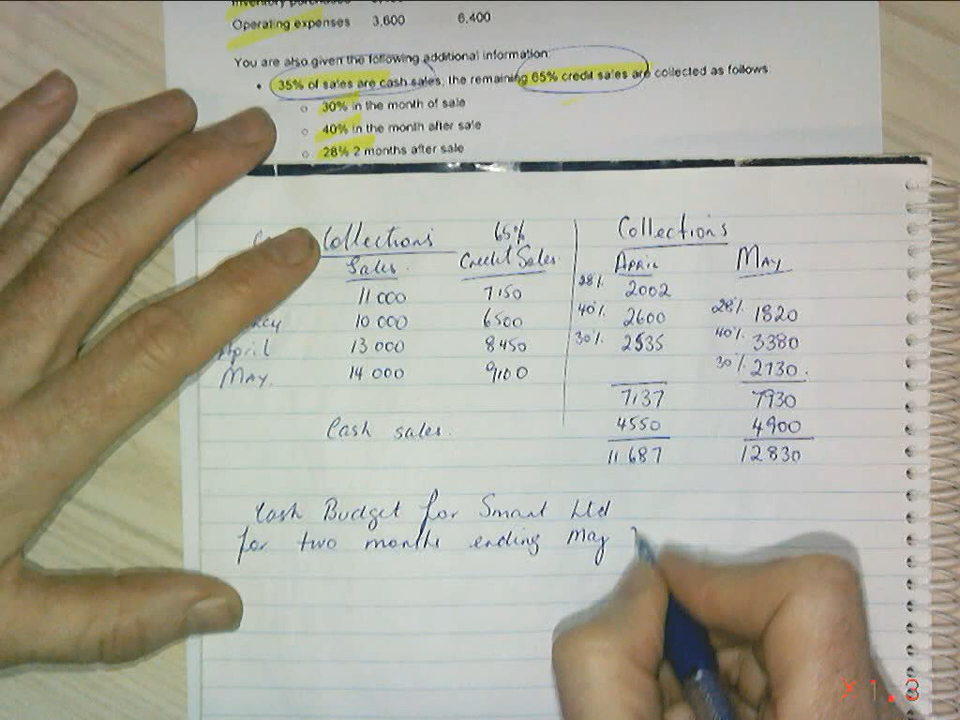 Inventory purchases
Operating expenses 3,600 6,400
You are also given the following additional information:
• 35% of sales are cash sales, the remaining 65% credit sales are collected as follows:
o 30% in the month of sale
o 40% in the month after sale
o 28% 2 months after sale
Collections 65% Collections
Sales. Credit Sales. April May
11 000 7150 28% 2002
10 000 6500 40% 2600 28% 1820
April 13 000 8450 30% 2535 40% 3380
May. 14 000 9100 30% 2730.
7137 7930
Cash sales. 4550 4900
11 687 12830
Cash Budget for Smart Ltd
for two months ending May
X 1.8